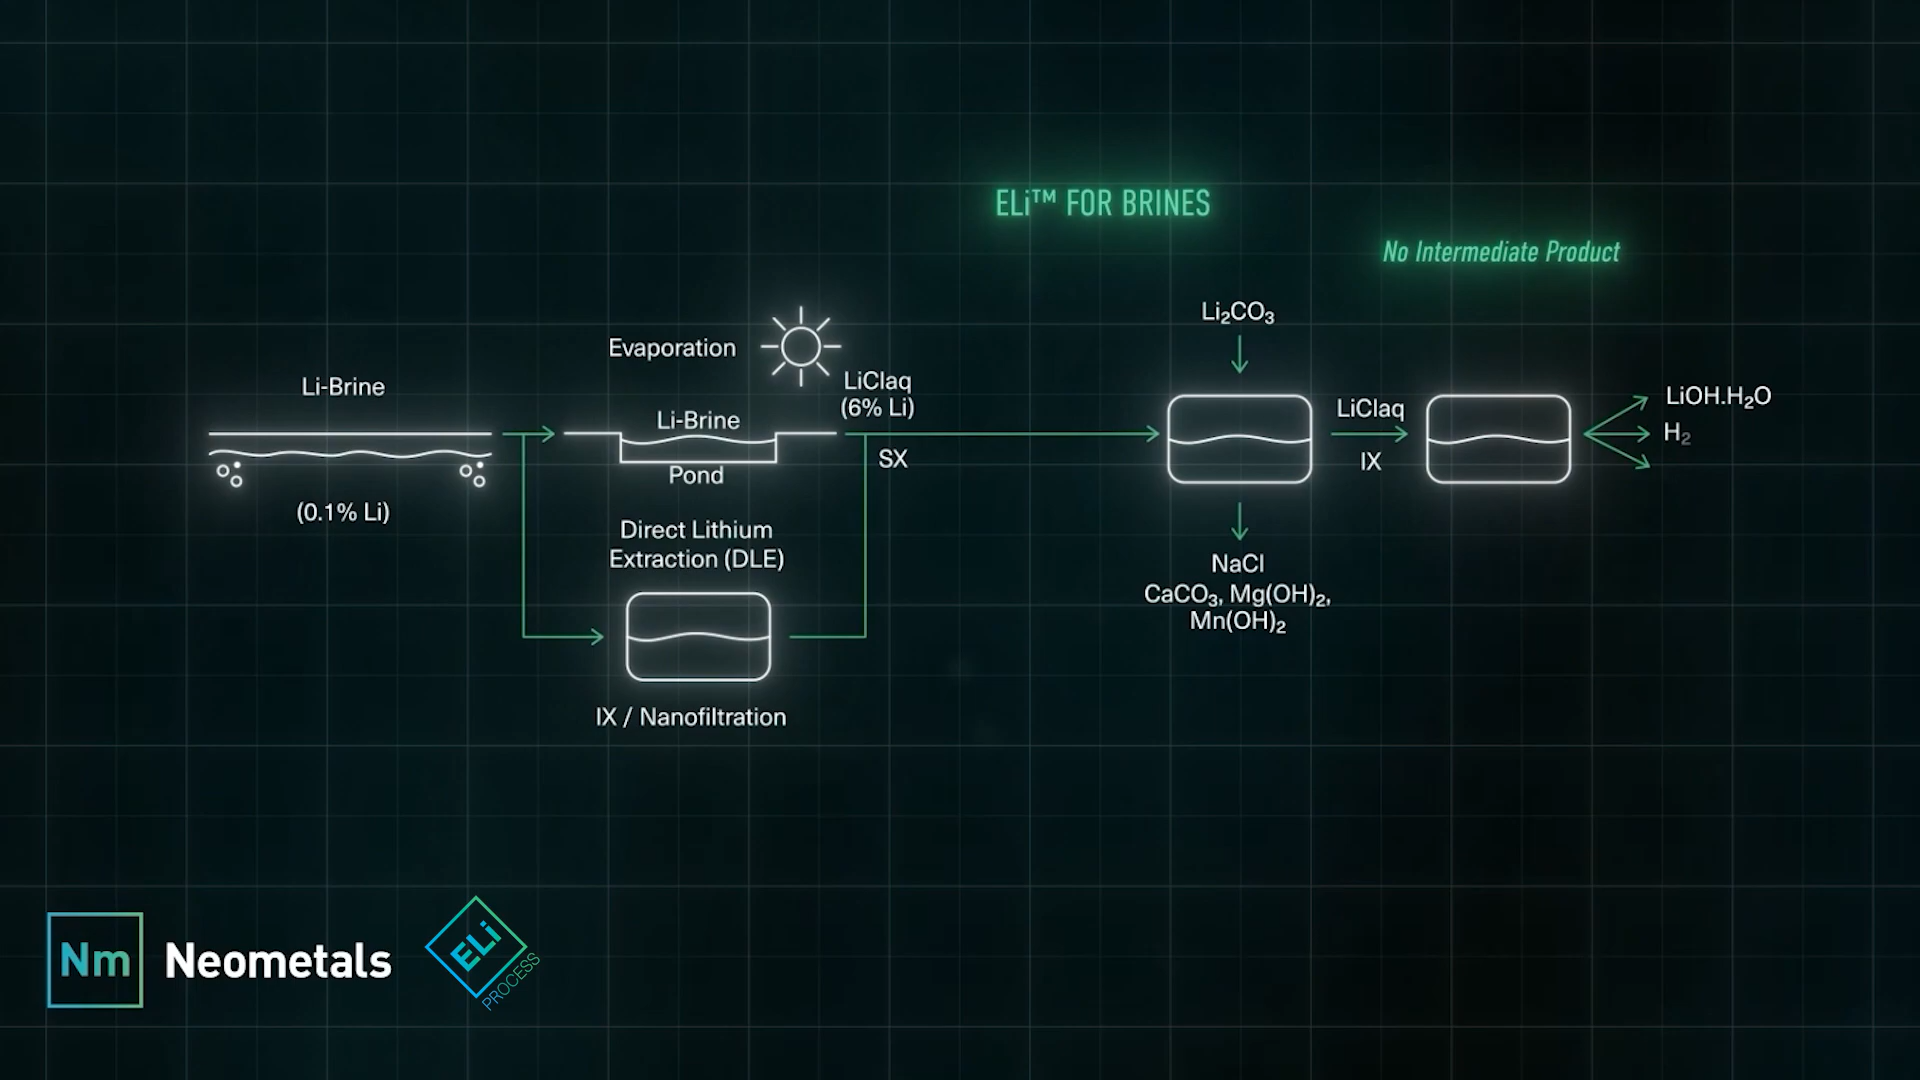 ELi™ FOR BRINES
No Intermediate Product
Li₂CO₃
Evaporation
LiClaq
(6% Li)
Li-Brine
Li-Brine
Pond
SX
LiClaq
IX
LiOH.H₂O
H₂
(0.1% Li)
Direct Lithium
Extraction (DLE)
NaCl
CaCO₃, Mg(OH)₂,
Mn(OH)₂
IX / Nanofiltration
Nm
Neometals
ELi
PROCESS